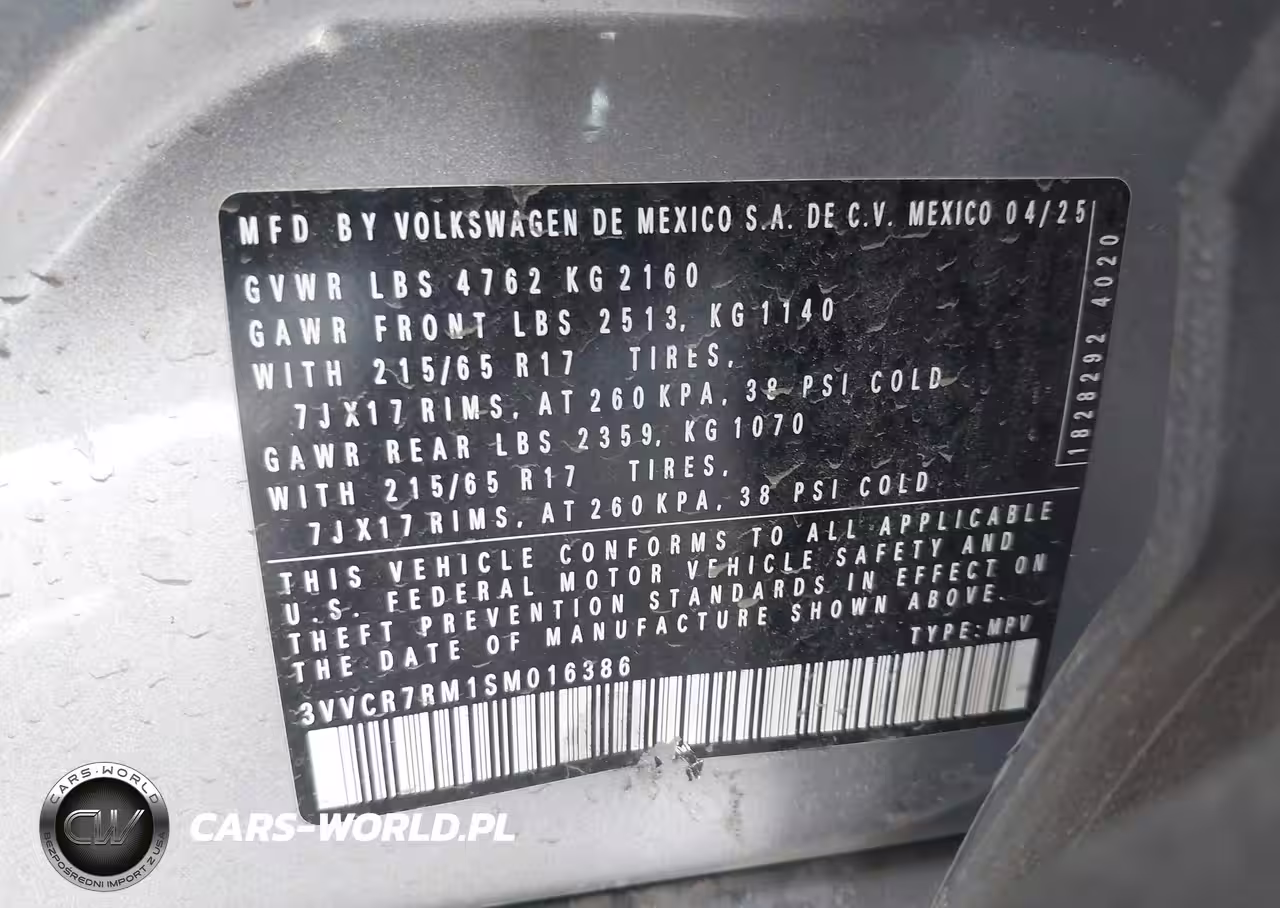 MFD BY VOLKSWAGEN DE MEXICO S.A. DE C.V. MEXICO 04/25
GVWR LBS 4762 KG 2160
GAWR FRONT LBS 2513, KG 1140
WITH 215/65 R17 TIRES,
7JX17 RIMS, AT 260 KPA, 38 PSI COLD
GAWR REAR LBS 2359, KG 1070
WITH 215/65 R17 TIRES,
7JX17 RIMS, AT 260 KPA, 38 PSI COLD
1828292 4020
THIS VEHICLE CONFORMS TO ALL APPLICABLE
U.S. FEDERAL MOTOR VEHICLE SAFETY AND
THEFT PREVENTION STANDARDS IN EFFECT ON
THE DATE OF MANUFACTURE SHOWN ABOVE.
TYPE: MPV
3VVCR7RM1SM016386
CARS-WORLD
CW
BEZPOŚREDNI IMPORT Z USA
CARS-WORLD.PL